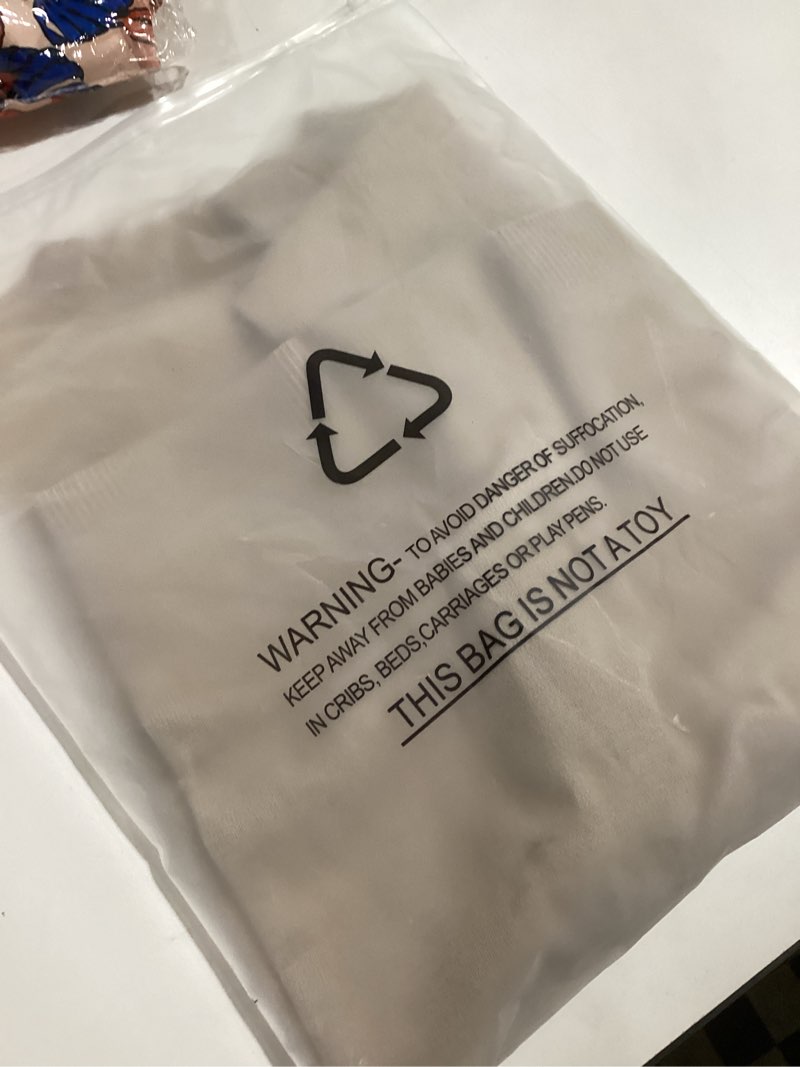 WARNING- TO AVOID DANGER OF SUFFOCATION,
KEEP AWAY FROM BABIES AND CHILDREN.DO NOT USE
IN CRIBS, BEDS,CARRIAGES OR PLAY PENS.
THIS BAG IS NOT A TOY